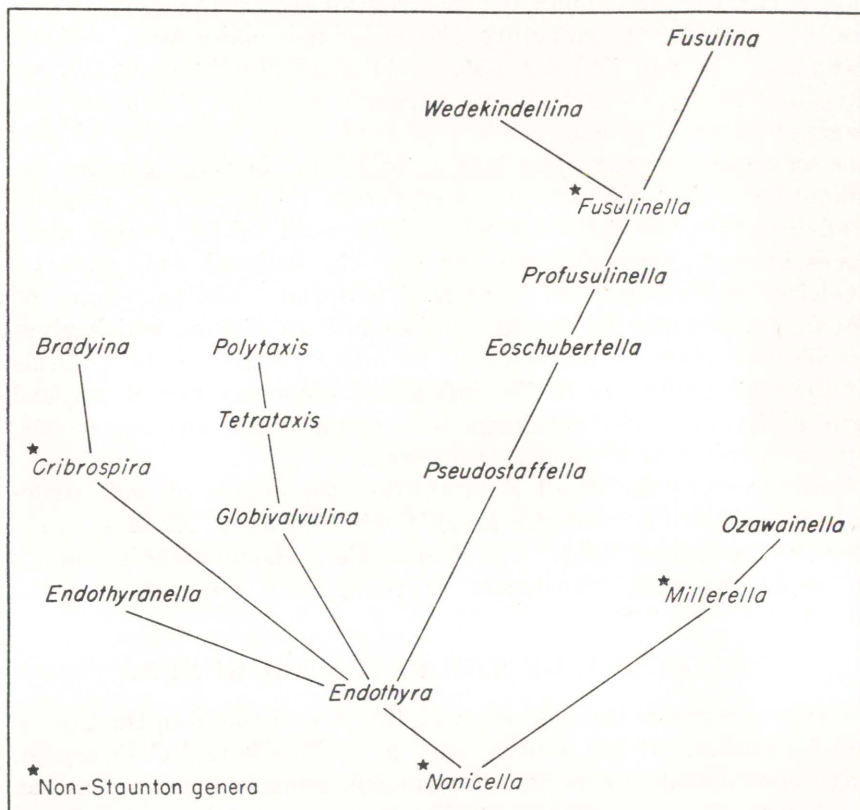 Fusulina
Wedekindellina
★Fusulinella
Profusulinella
Bradyina
Polytaxis
Eoschubertella
Tetrataxis
★Cribrospira
Pseudostaffella
Globivalvulina
Ozawainella
Endothyranella
★Millerella
Endothyra
★Nanicella
★Non-Staunton genera